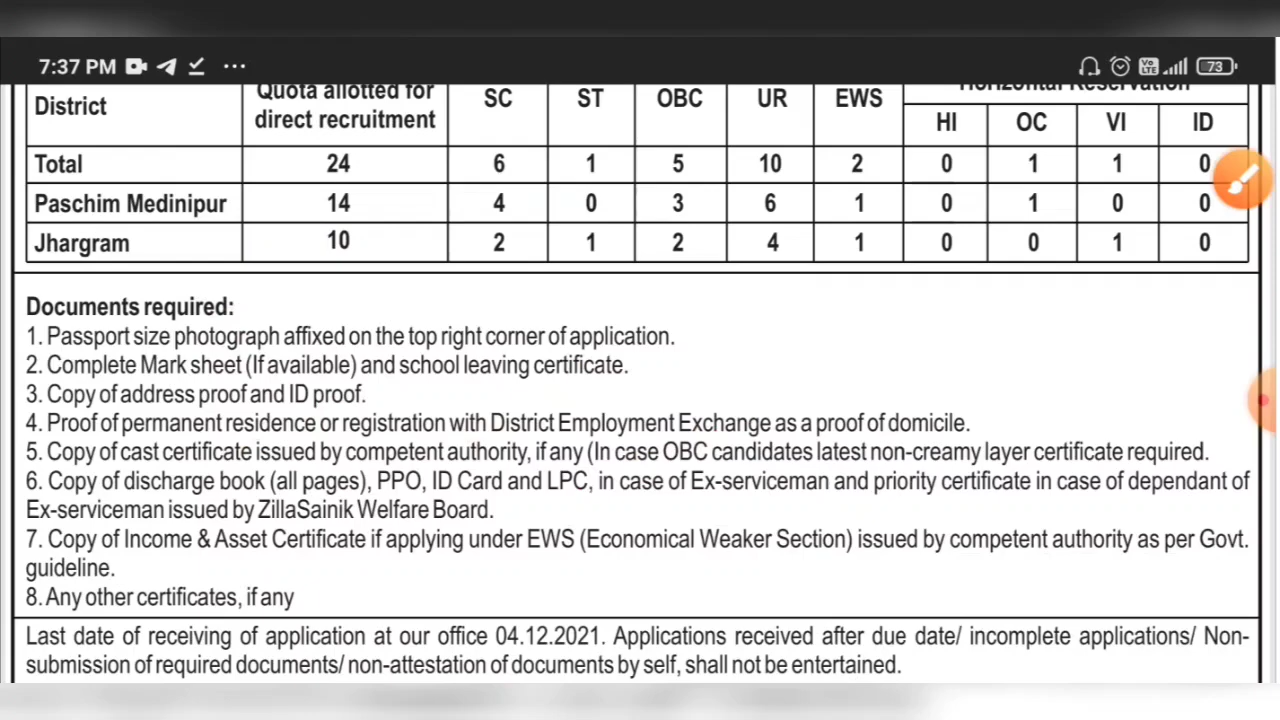 7:37 PM
Vo LTE 73
Quota allotted for Horizontal Reservation
District direct recruitment SC ST OBC UR EWS
HI OC VI ID
Total 24 6 1 5 10 2 0 1 1 0
Paschim Medinipur 14 4 0 3 6 1 0 1 0 0
Jhargram 10 2 1 2 4 1 0 0 1 0
Documents required:
1. Passport size photograph affixed on the top right corner of application.
2. Complete Mark sheet (If available) and school leaving certificate.
3. Copy of address proof and ID proof.
4. Proof of permanent residence or registration with District Employment Exchange as a proof of domicile.
5. Copy of cast certificate issued by competent authority, if any (In case OBC candidates latest non-creamy layer certificate required.
6. Copy of discharge book (all pages), PPO, ID Card and LPC, in case of Ex-serviceman and priority certificate in case of dependant of
Ex-serviceman issued by ZillaSainik Welfare Board.
7. Copy of Income & Asset Certificate if applying under EWS (Economical Weaker Section) issued by competent authority as per Govt.
guideline.
8. Any other certificates, if any
Last date of receiving of application at our office 04.12.2021. Applications received after due date/ incomplete applications/ Non-
submission of required documents/ non-attestation of documents by self, shall not be entertained.